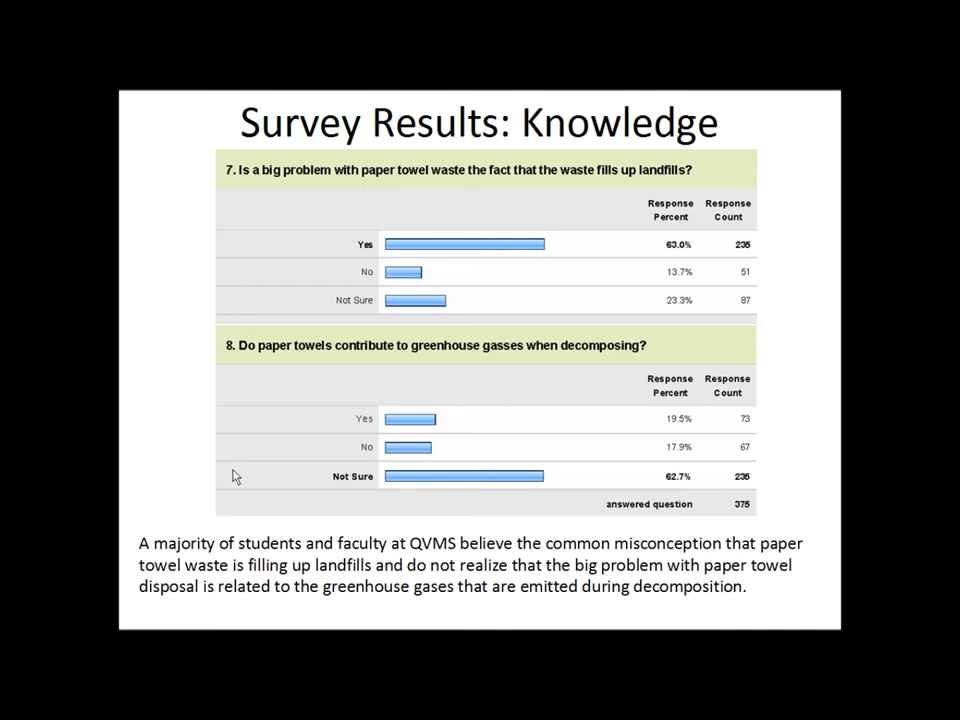 Survey Results: Knowledge
7. Is a big problem with paper towel waste the fact that the waste fills up landfills?
Response Percent Response Count
Yes 63.0% 235
No 13.7% 51
Not Sure 23.3% 87
8. Do paper towels contribute to greenhouse gasses when decomposing?
Response Percent Response Count
Yes 19.5% 73
No 17.9% 67
Not Sure 62.7% 235
answered question 375
A majority of students and faculty at QVMS believe the common misconception that paper
towel waste is filling up landfills and do not realize that the big problem with paper towel
disposal is related to the greenhouse gases that are emitted during decomposition.